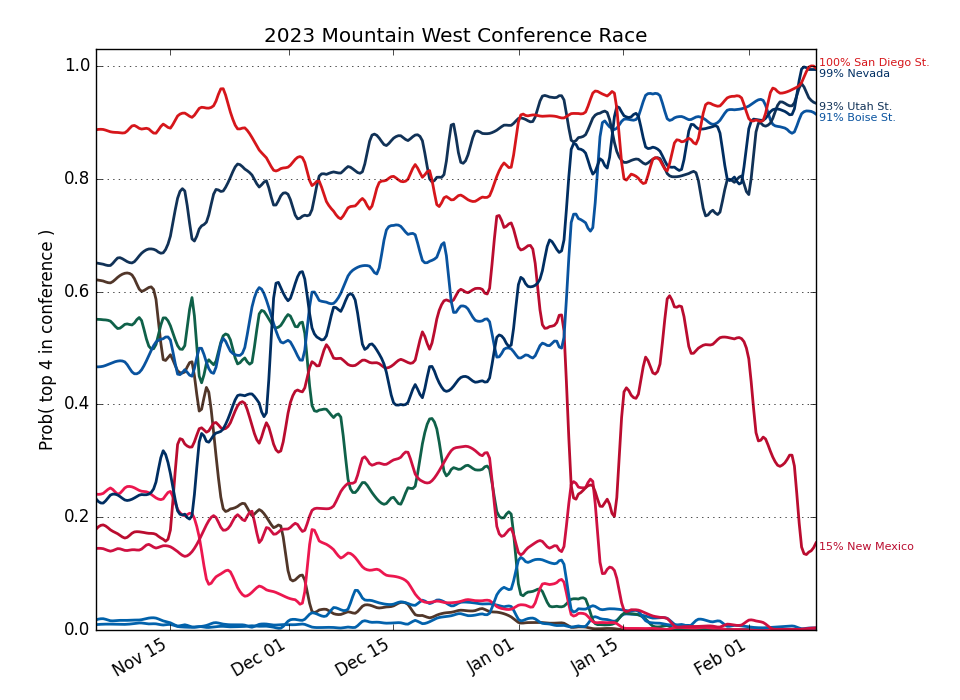 2023 Mountain West Conference Race
1.0
0.8
0.6
0.4
0.2
0.0
Prob( top 4 in conference )
100% San Diego St.
99% Nevada
93% Utah St.
91% Boise St.
15% New Mexico
Nov 15
Dec 01
Dec 15
Jan 01
Jan 15
Feb 01